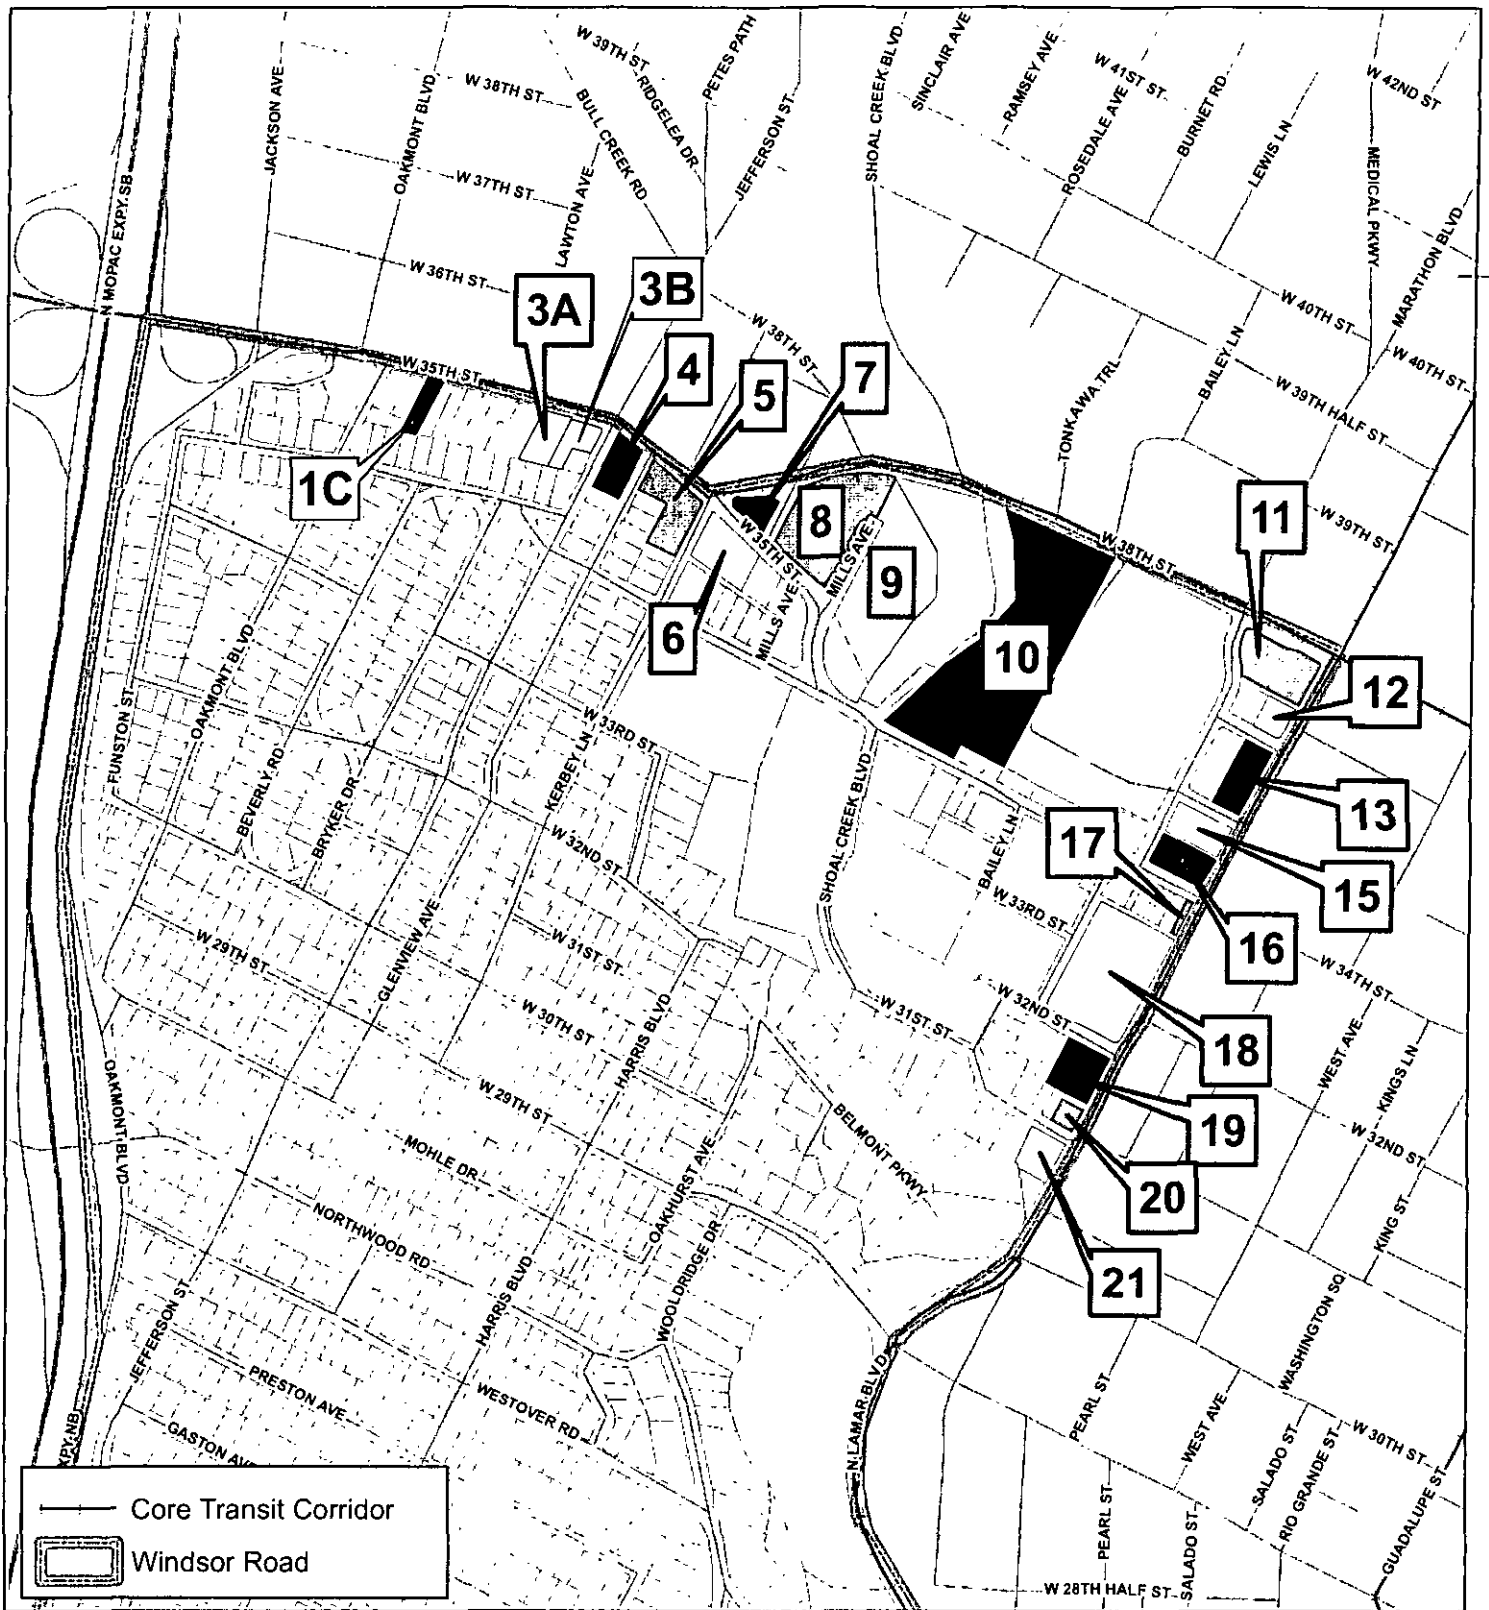 W 39TH ST
PETES PATH
SHOAL CREEK BLVD
SINCLAIR AVE
RAMSEY AVE
W 41ST ST
W 42ND ST
JACKSON AVE
OAKMONT BLVD
W 38TH ST
BULL CREEK RD
RIDGELEA DR
JEFFERSON ST
ROSEDALE AVE
BURNET RD
LEWIS LN
MEDICAL PKWY
W 37TH ST
LAWTON AVE
N MOPAC EXPY SB
W 36TH ST
MARATHON BLVD
3A
3B
W 38TH ST
W 40TH ST
BAILEY LN
W 40TH ST
W 35TH ST
4
5
7
TONKAWA TRL
W 39TH HALF ST
1C
8
W 35TH ST
MILLS AVE
9
W 38TH ST
11
W 39TH ST
6
MILLS AVE
10
12
FUNSTON ST
OAKMONT BLVD
BEVERLY RD
BRYKER DR
KERBEY LN
W 33RD ST
W 32ND ST
SHOAL CREEK BLVD
BAILEY LN
17
13
15
16
W 33RD ST
W 29TH ST
GLENVIEW AVE
W 31ST ST
W 30TH ST
HARRIS BLVD
W 31ST ST
W 32ND ST
18
W 34TH ST
WEST AVE
KINGS LN
OAKMONT BLVD
W 29TH ST
MOHLE DR
OAKHURST AVE
BELMONT PKWY
19
20
W 32ND ST
NORTHWOOD RD
WOOLDRIDGE DR
21
KING ST
JEFFERSON ST
HARRIS BLVD
WASHINGTON SQ
PRESTON AVE
WESTOVER RD
N LAMAR BLVD
PEARL ST
WEST AVE
W 30TH ST
GASTON AVE
XPY NB
SALADO ST
RIO GRANDE ST
GUADALUPE ST
PEARL ST
SALADO ST
W 28TH HALF ST
Core Transit Corridor
Windsor Road